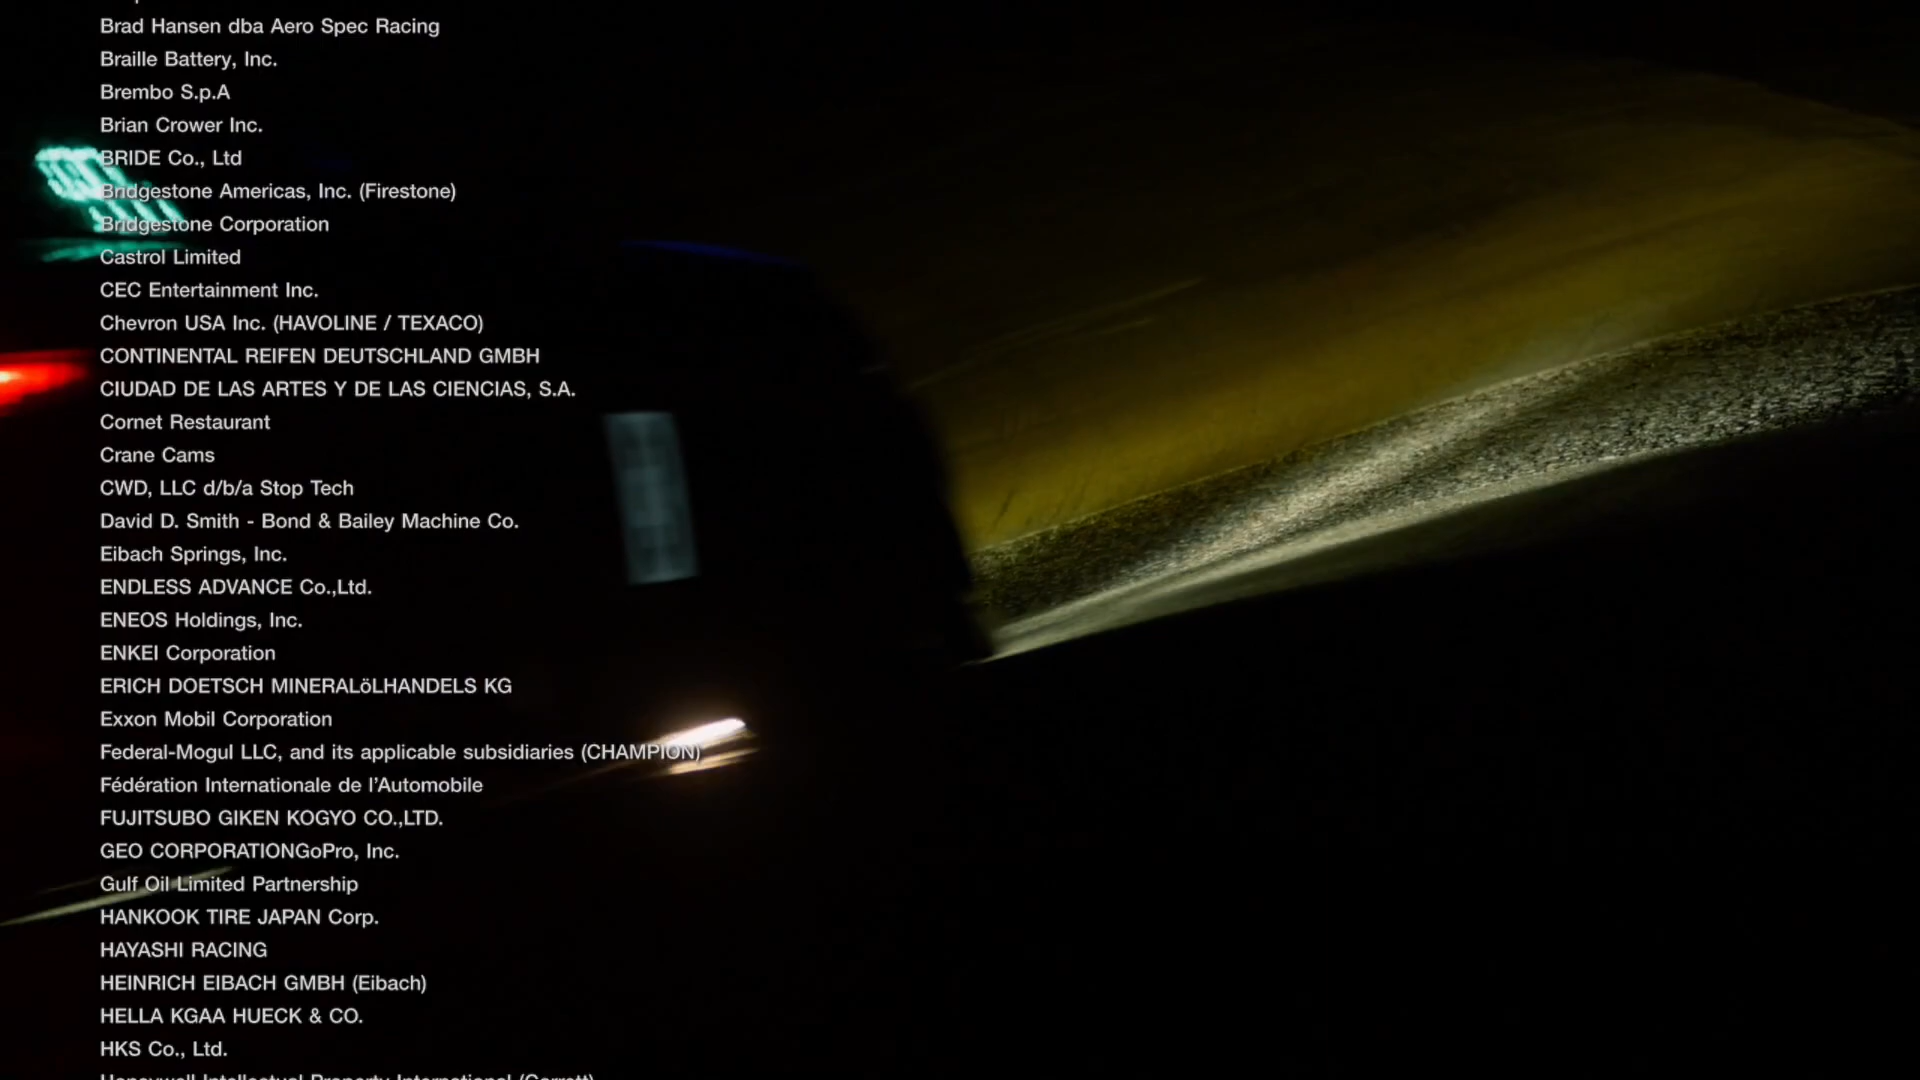 Brad Hansen dba Aero Spec Racing
Braille Battery, Inc.
Brembo S.p.A
Brian Crower Inc.
BRIDE Co., Ltd
Bridgestone Americas, Inc. (Firestone)
Bridgestone Corporation
Castrol Limited
CEC Entertainment Inc.
Chevron USA Inc. (HAVOLINE / TEXACO)
CONTINENTAL REIFEN DEUTSCHLAND GMBH
CIUDAD DE LAS ARTES Y DE LAS CIENCIAS, S.A.
Cornet Restaurant
Crane Cams
CWD, LLC d/b/a Stop Tech
David D. Smith - Bond & Bailey Machine Co.
Eibach Springs, Inc.
ENDLESS ADVANCE Co.,Ltd.
ENEOS Holdings, Inc.
ENKEI Corporation
ERICH DOETSCH MINERALöLHANDELS KG
Exxon Mobil Corporation
Federal-Mogul LLC, and its applicable subsidiaries (CHAMPION)
Fédération Internationale de l’Automobile
FUJITSUBO GIKEN KOGYO CO.,LTD.
GEO CORPORATIONGoPro, Inc.
Gulf Oil Limited Partnership
HANKOOK TIRE JAPAN Corp.
HAYASHI RACING
HEINRICH EIBACH GMBH (Eibach)
HELLA KGAA HUECK & CO.
HKS Co., Ltd.
Honeywell Intellectual Property International (Garrett)